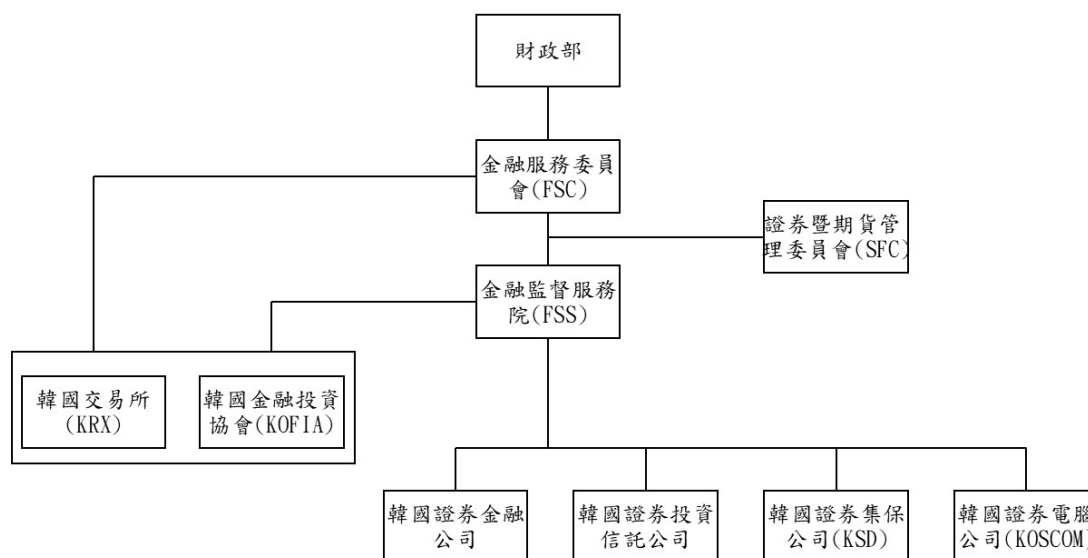 財政部
金融服務委員
會(FSC)
證券暨期貨管
理委員會(SFC)
金融監督服務
院(FSS)
韓國交易所
(KRX)
韓國金融投資
協會(KOFIA)
韓國證券金融
公司
韓國證券投資
信託公司
韓國證券集保
公司(KSD)
韓國證券電腦
公司(KOSCOM)